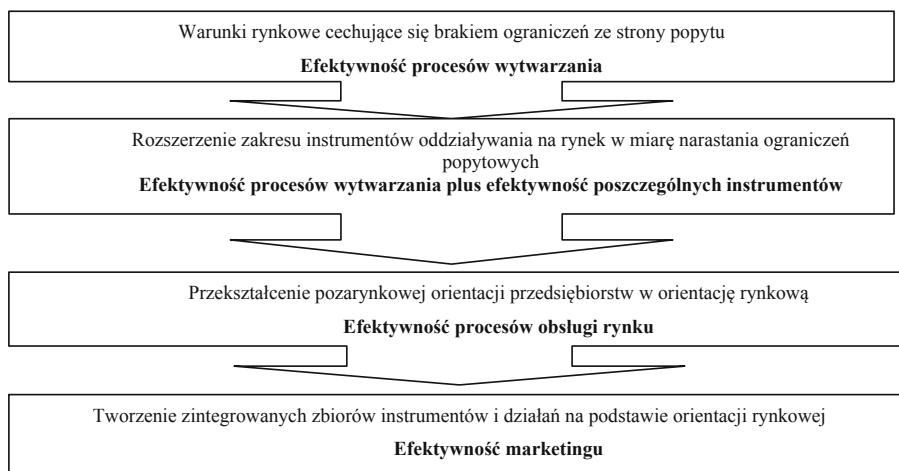 Warunki rynkowe cechujące się brakiem ograniczeń ze strony popytu
Efektywność procesów wytwarzania
Rozszerzenie zakresu instrumentów oddziaływania na rynek w miarę narastania ograniczeń
popytowych
Efektywność procesów wytwarzania plus efektywność poszczególnych instrumentów
Przekształcenie pozarynkowej orientacji przedsiębiorstw w orientację rynkową
Efektywność procesów obsługi rynku
Tworzenie zintegrowanych zbiorów instrumentów i działań na podstawie orientacji rynkowej
Efektywność marketingu